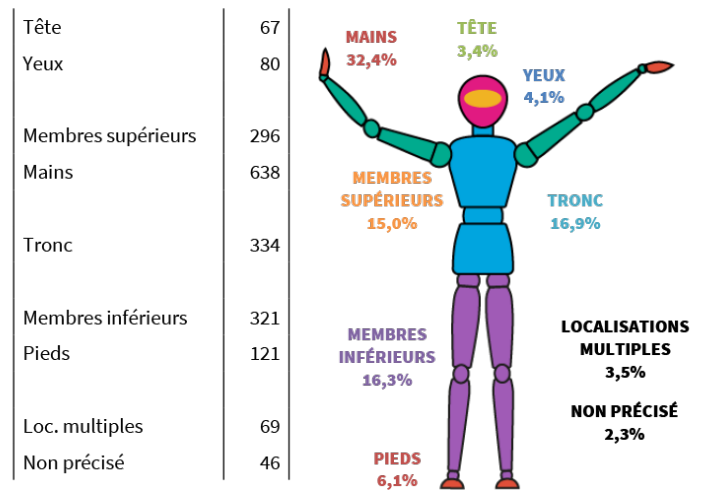 Tête 67
Yeux 80
Membres supérieurs 296
Mains 638
Tronc 334
Membres inférieurs 321
Pieds 121
Loc. multiples 69
Non précisé 46
MAINS
32,4%
TÊTE
3,4%
YEUX
4,1%
MEMBRES
SUPÉRIEURS
15,0%
TRONC
16,9%
MEMBRES
INFÉRIEURS
16,3%
LOCALISATIONS
MULTIPLES
3,5%
NON PRÉCISÉ
2,3%
PIEDS
6,1%